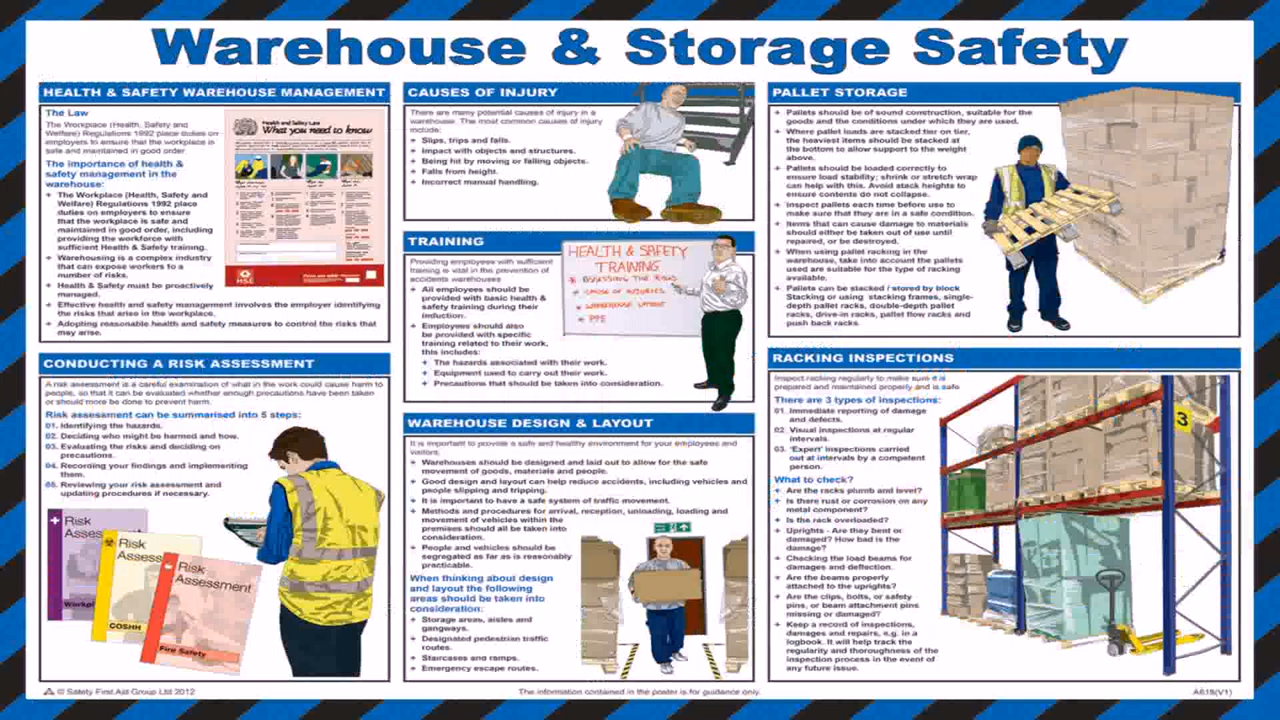 Warehouse & Storage Safety
HEALTH & SAFETY WAREHOUSE MANAGEMENT
The Law
The Workplace (Health, Safety and
Welfare) Regulations 1992 place duties on
employers to ensure that the workplace is
safe and maintained in good order
The importance of health &
safety management in the
warehouse:
The Workplace (Health, Safety and
Welfare) Regulations 1992 place
duties on employers to ensure
that the workplace is safe and
maintained in good order, including
providing the workforce with
sufficient Health & Safety training.
Warehousing is a complex industry
that can expose workers to a
number of risks.
Health & Safety must be proactively
managed.
Effective health and safety management involves the employer identifying
the risks that arise in the workplace.
Adopting reasonable health and safety measures to control the risks that
may arise.
Health and Safety Law
What you need to know
HSE
CONDUCTING A RISK ASSESSMENT
A risk assessment is a careful examination of what in the work could cause harm to
people, so that it can be evaluated whether enough precautions have been taken
or should more be done to prevent harm.
Risk assessment can be summarised into 5 steps:
01. Identifying the hazards.
02. Deciding who might be harmed and how.
03. Evaluating the risks and deciding on
precautions.
04. Recording your findings and implementing
them.
05. Reviewing your risk assessment and
updating procedures if necessary.
Risk
Risk
Risk
Assessment
COSHH
Fire Safety
CAUSES OF INJURY
There are many potential causes of injury in a
warehouse. The most common causes of injury
include:
Slips, trips and falls.
Impact with objects and structures.
Being hit by moving or falling objects.
Falls from height.
Incorrect manual handling.
TRAINING
Providing employees with sufficient
training is vital in the prevention of
accidents warehouses
All employees should be
provided with basic health &
safety training during their
induction.
Employees should also
be provided with specific
training related to their work,
this includes:
The hazards associated with their work.
Equipment used to carry out their work.
Precautions that should be taken into consideration.
HEALTH & SAFETY
TRAINING
ASSESSING THE RISKS
CAUSE OF INJURIES
WAREHOUSE LAYOUT
PPE
WAREHOUSE DESIGN & LAYOUT
It is important to provide a safe and healthy environment for your employees and
visitors.
Warehouses should be designed and laid out to allow for the safe
movement of goods, materials and people.
Good design and layout can help reduce accidents, including vehicles and
people slipping and tripping.
It is important to have a safe system of traffic movement.
Methods and procedures for arrival, reception, unloading, loading and
movement of vehicles within the
premises should all be taken into
consideration.
People and vehicles should be
segregated as far as is reasonably
practicable.
When thinking about design
and layout the following
areas should be taken into
consideration:
Storage areas, aisles and
gangways.
Designated pedestrian traffic
routes.
Staircases and ramps.
Emergency escape routes.
PALLET STORAGE
Pallets should be of sound construction, suitable for the
goods and the conditions under which they are used.
Where pallet loads are stacked tier on tier,
the heaviest items should be stacked at
the bottom to allow support to the weight
above.
Pallets should be loaded correctly to
ensure load stability; shrink or stretch wrap
can help with this. Avoid stack heights to
ensure contents do not collapse.
Inspect pallets each time before use to
make sure that they are in a safe condition.
Items that can cause damage to materials
should either be taken out of use until
repaired, or be destroyed.
When using pallet racking in the
warehouse, take into account the pallets
used are suitable for the type of racking
available.
Pallets can be stacked / stored by block
Stacking or using stacking frames, single-
depth pallet racks, double-depth pallet
racks, drive-in racks, pallet flow racks and
push back racks.
RACKING INSPECTIONS
Inspect racking regularly to make sure it is
prepared and maintained properly and is safe
There are 3 types of inspections:
01. Immediate reporting of damage
and defects.
02. Visual inspections at regular
intervals.
03. 'Expert' inspections carried
out at intervals by a competent
person.
What to check?
Are the racks plumb and level?
Is there rust or corrosion on any
metal component?
Is the rack overloaded?
Uprights - Are they bent or
damaged? How bad is the
damage?
Checking the load beams for
damages and deflection.
Are the beams properly
attached to the uprights?
Are the clips, bolts, or safety
pins, or beam attachment pins
missing or damaged?
Keep a record of inspections,
damages and repairs, e.g. in a
logbook. It will help track the
regularity and thoroughness of the
inspection process in the event of
any future issue.
3
© Safety First Aid Group Ltd 2012
The information contained in the poster is for guidance only.
A618(V1)